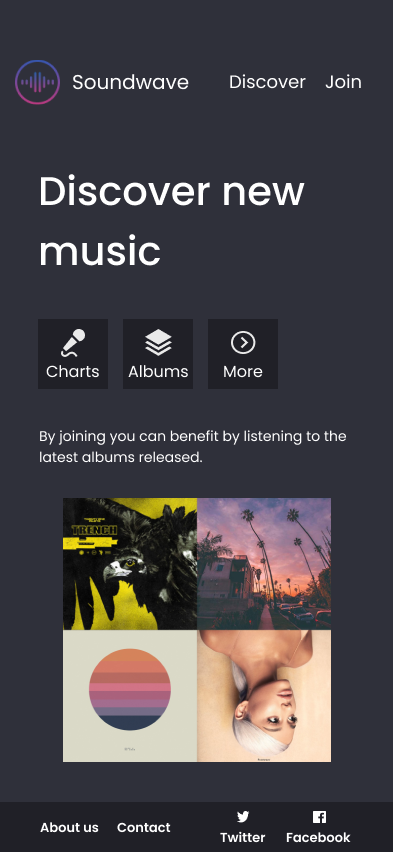 Soundwave Discover Join
Discover new
music
Charts Albums More
By joining you can benefit by listening to the
latest albums released.
TRENCH
About us Contact Twitter Facebook